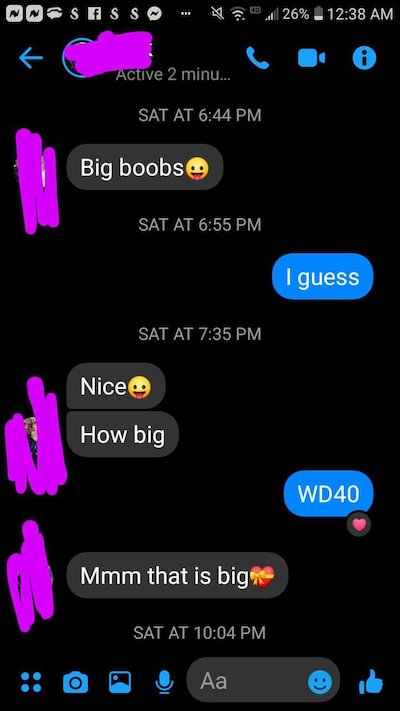 26% 12:38 AM
Active 2 minu...
SAT AT 6:44 PM
Big boobs😛
SAT AT 6:55 PM
I guess
SAT AT 7:35 PM
Nice😛
How big
WD40
Mmm that is big💝
SAT AT 10:04 PM
Aa